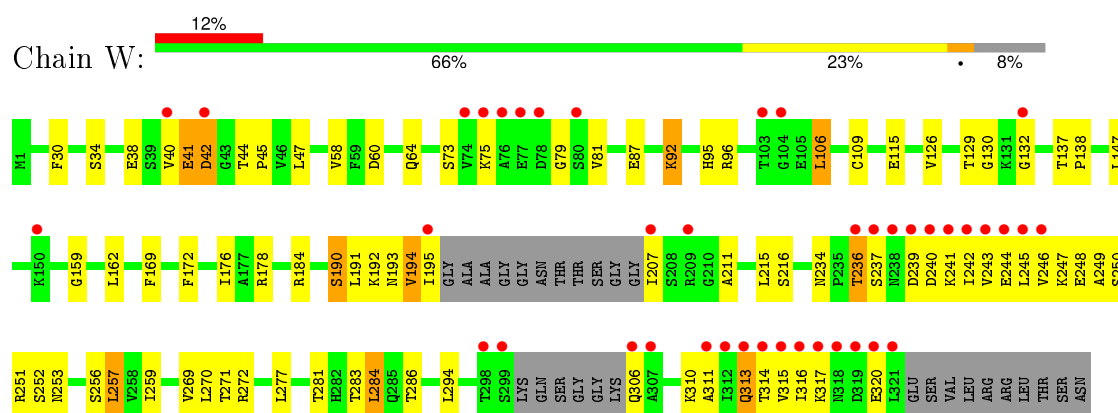 12%
Chain W:
66% 23% • 8%
M1 F30 S34 E38 S39 V40 E41 D42 G43 T44 P45 V46 L47 V58 F59 D60 Q64 S73 V74 K75 A76 E77 D78 G79 S80 V81 E87 K92 H95 R96 T103 G104 E105 L106 C109 E115 V126 T129 G130 K131 G132 T137 P138
K150 G159 L162 F169 F172 I176 A177 R178 R184 S190 L191 K192 N193 V194 I195 GLY ALA ALA GLY GLY ASN THR THR SER GLY GLY I207 S208 R209 G210 A211 L215 S216 N234 P235 T236 S237 N238 D239 D240 K241 I242 V243 E244 L245 V246 K247 E248 A249 S250
R251 S252 N253 S256 L257 V258 I259 V269 L270 T271 R272 L277 T281 H282 T283 L284 Q285 T286 L294 T298 S299 LYS GLN SER GLY GLY LYS Q306 A307 K310 A311 I312 Q313 T314 V315 I316 K317 N318 D319 E320 L321 GLU SER VAL LEU ARG ARG LEU THR SER ASN